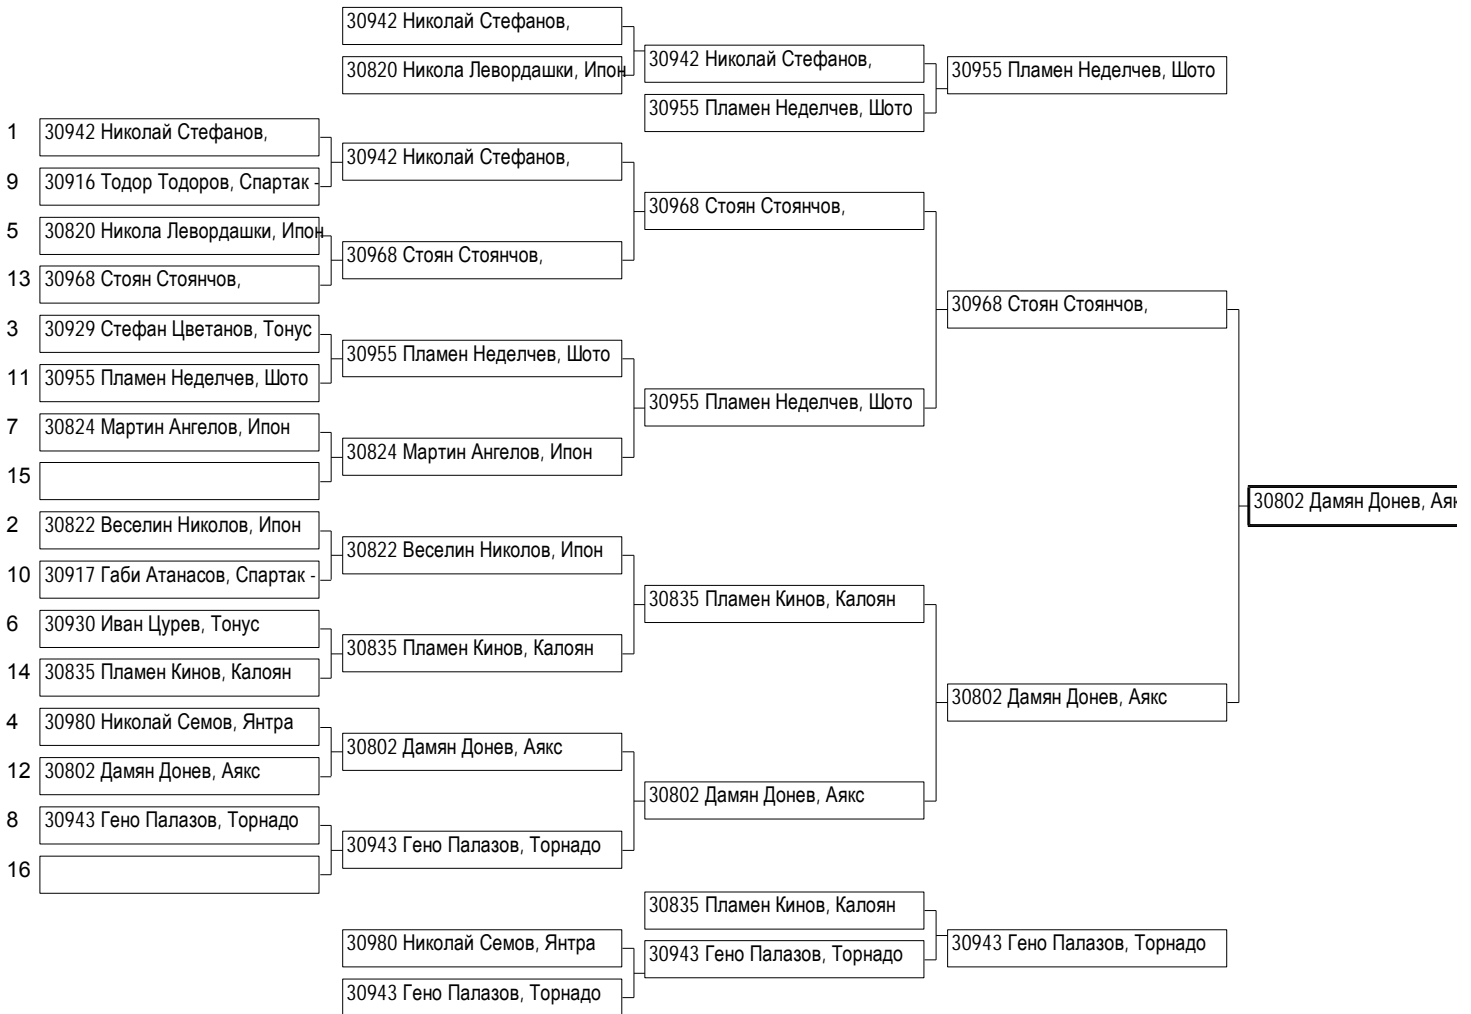 30942 Николай Стефанов,
30820 Никола Левордашки, Ипон
30942 Николай Стефанов,
30955 Пламен Неделчев, Шото
30955 Пламен Неделчев, Шото
1 30942 Николай Стефанов,
9 30916 Тодор Тодоров, Спартак -
5 30820 Никола Левордашки, Ипон
13 30968 Стоян Стоянчов,
3 30929 Стефан Цветанов, Тонус
11 30955 Пламен Неделчев, Шото
7 30824 Мартин Ангелов, Ипон
15
2 30822 Веселин Николов, Ипон
10 30917 Габи Атанасов, Спартак -
6 30930 Иван Цурев, Тонус
14 30835 Пламен Кинов, Калоян
4 30980 Николай Семов, Янтра
12 30802 Дамян Донев, Аякс
8 30943 Гено Палазов, Торнадо
16
30942 Николай Стефанов,
30968 Стоян Стоянчов,
30955 Пламен Неделчев, Шото
30824 Мартин Ангелов, Ипон
30822 Веселин Николов, Ипон
30835 Пламен Кинов, Калоян
30802 Дамян Донев, Аякс
30943 Гено Палазов, Торнадо
30968 Стоян Стоянчов,
30955 Пламен Неделчев, Шото
30835 Пламен Кинов, Калоян
30802 Дамян Донев, Аякс
30968 Стоян Стоянчов,
30802 Дамян Донев, Аякс
30802 Дамян Донев, Аяк
30980 Николай Семов, Янтра
30943 Гено Палазов, Торнадо
30835 Пламен Кинов, Калоян
30943 Гено Палазов, Торнадо
30943 Гено Палазов, Торнадо